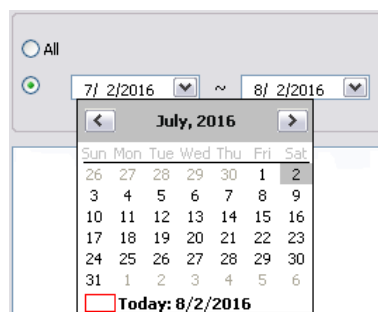 All
7/ 2/2016 ~ 8/ 2/2016
July, 2016
Sun Mon Tue Wed Thu Fri Sat
26 27 28 29 30 1 2
3 4 5 6 7 8 9
10 11 12 13 14 15 16
17 18 19 20 21 22 23
24 25 26 27 28 29 30
31 1 2 3 4 5 6
Today: 8/2/2016